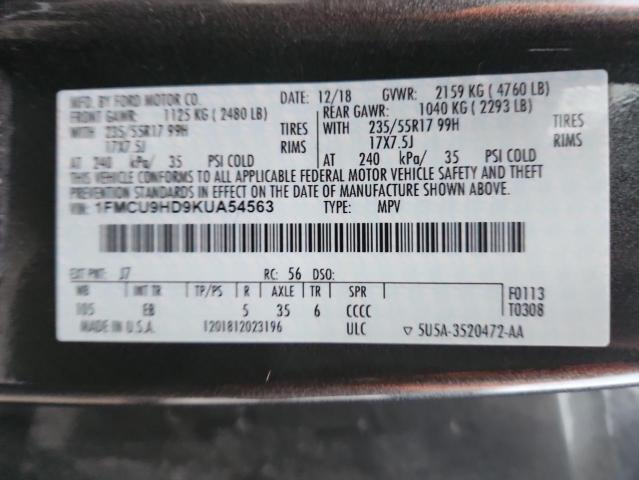 MFD. BY FORD MOTOR CO. DATE: 12/18 GVWR: 2159 KG ( 4760 LB)
FRONT GAWR: 1125 KG ( 2480 LB) REAR GAWR: 1040 KG ( 2293 LB)
WITH 235/55R17 99H TIRES WITH 235/55R17 99H TIRES
17X7.5J RIMS 17X7.5J RIMS
AT 240 kPa/ 35 PSI COLD AT 240 kPa/ 35 PSI COLD
THIS VEHICLE CONFORMS TO ALL APPLICABLE FEDERAL MOTOR VEHICLE SAFETY AND THEFT
PREVENTION STANDARDS IN EFFECT ON THE DATE OF MANUFACTURE SHOWN ABOVE.
VIN: 1FMCU9HD9KUA54563 TYPE: MPV
EXT PNT: J7 RC: 56 DSO:
WB INT TR TP/PS R AXLE TR SPR F0113
105 EB 5 35 6 CCCC T0308
MADE IN U.S.A. 1201812023196 ULC ▽ 5U5A-3520472-AA